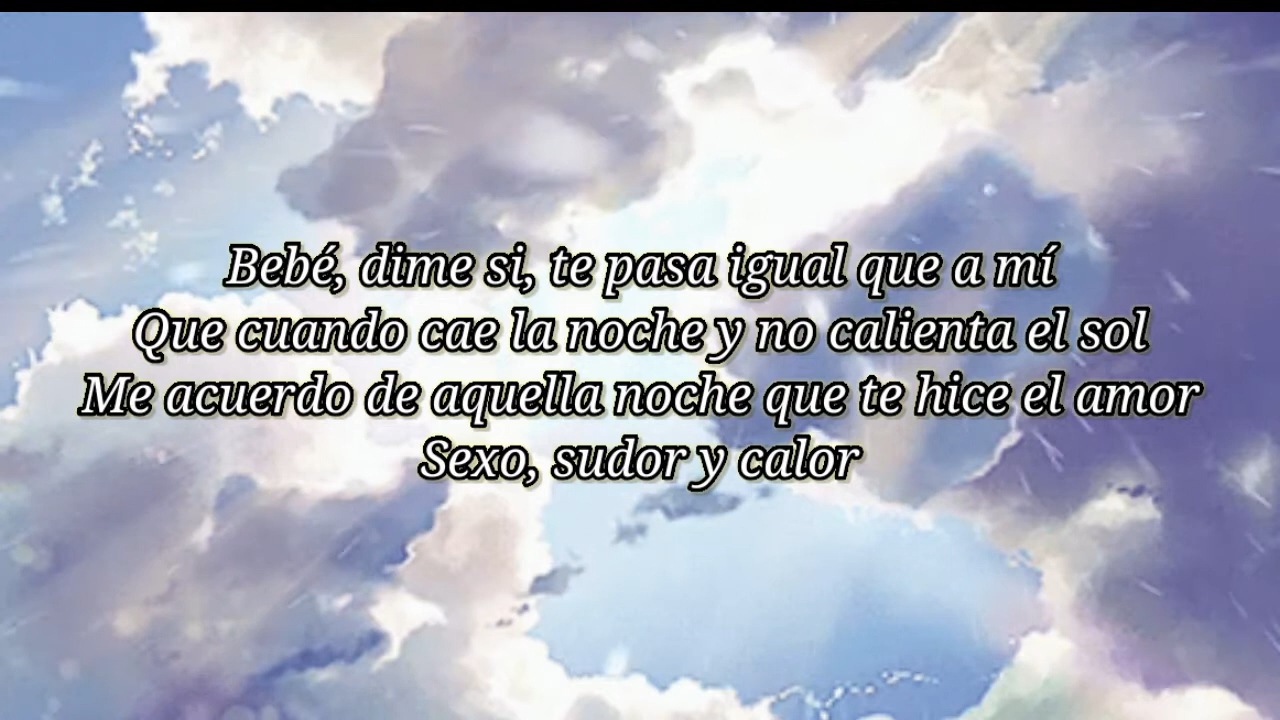 Bebé, dime si, te pasa igual que a mí
Que cuando cae la noche y no calienta el sol
Me acuerdo de aquella noche que te hice el amor
Sexo, sudor y calor